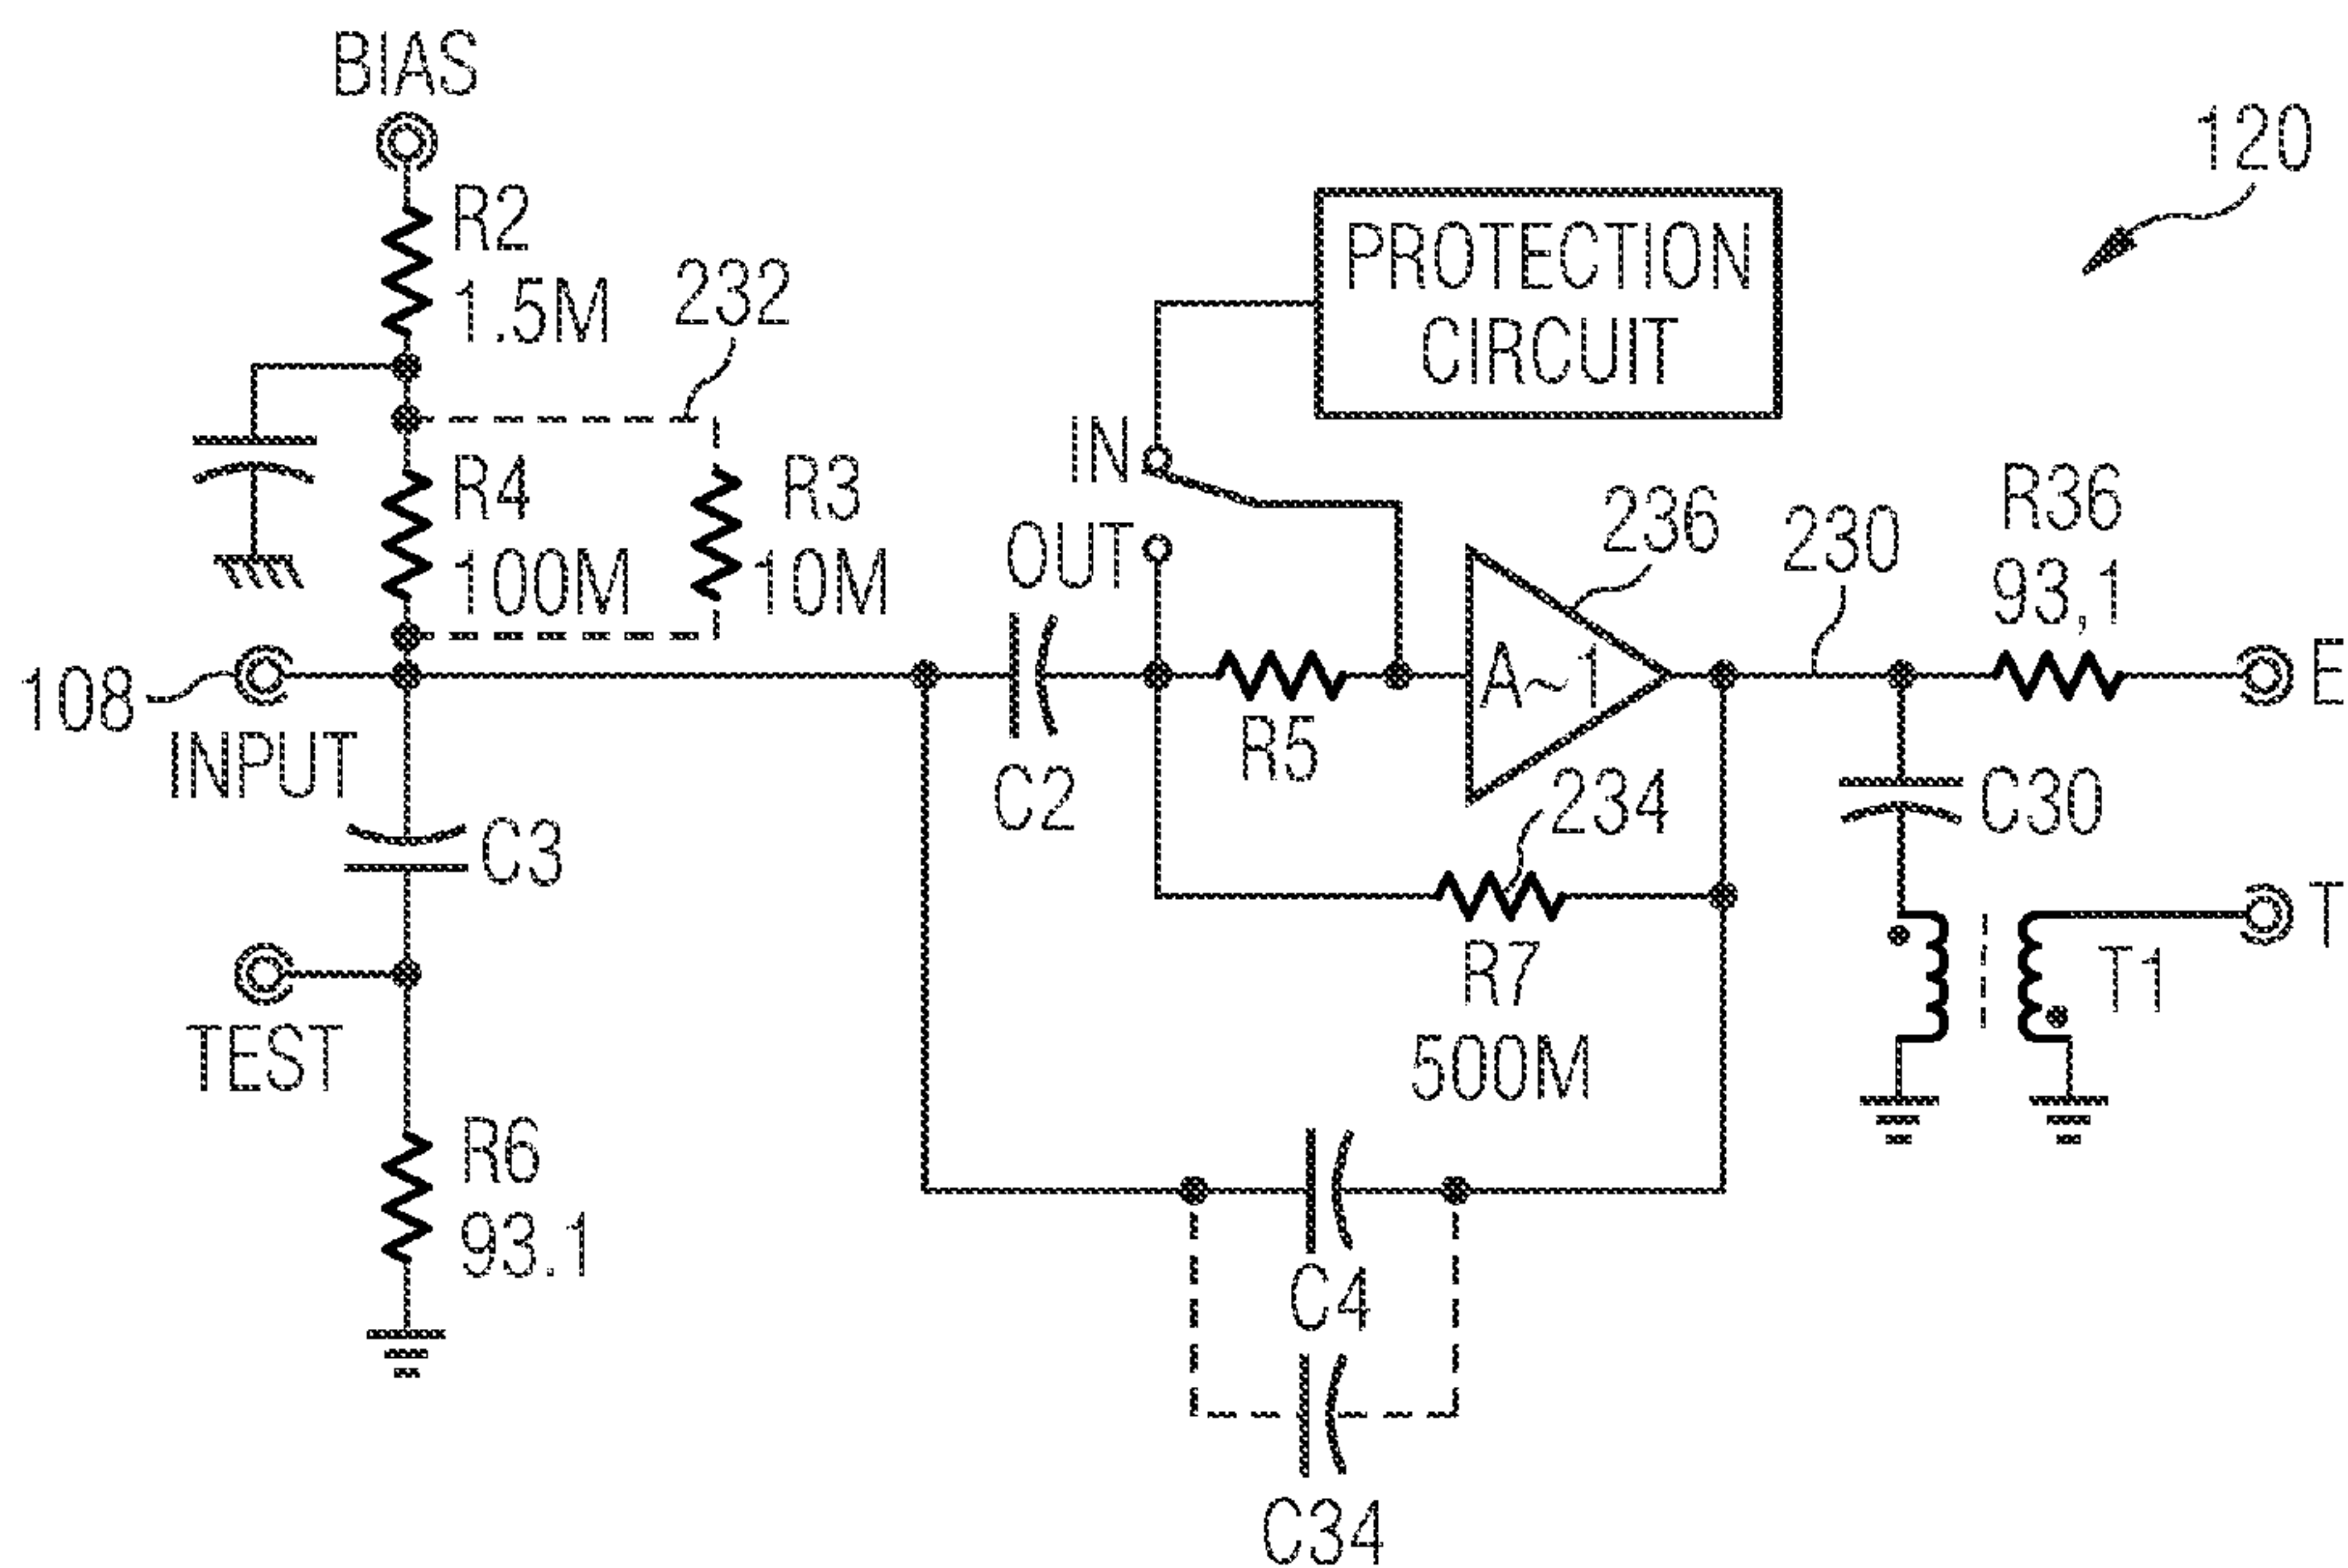 BIAS
120
R2
1.5M
232
PROTECTION
CIRCUIT
IN
R4
100M
R3
10M
OUT
236
230
R36
93,1
108
INPUT
C2
R5
A~1
E
C3
234
C30
TEST
R7
500M
T1
T
R6
93.1
C4
C34